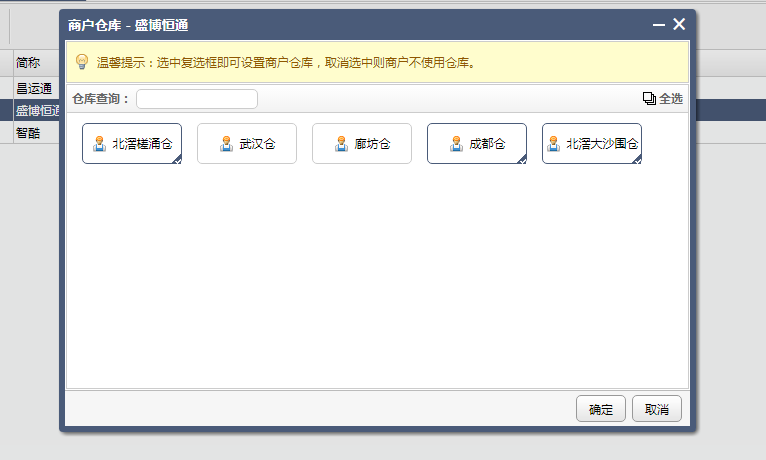 商户仓库 - 盛博恒通
温馨提示：选中复选框即可设置商户仓库，取消选中则商户不使用仓库。
简称
昌运通
盛博恒通
智酷
仓库查询：
全选
北滘槎涌仓
武汉仓
廊坊仓
成都仓
北滘大沙围仓
确定
取消